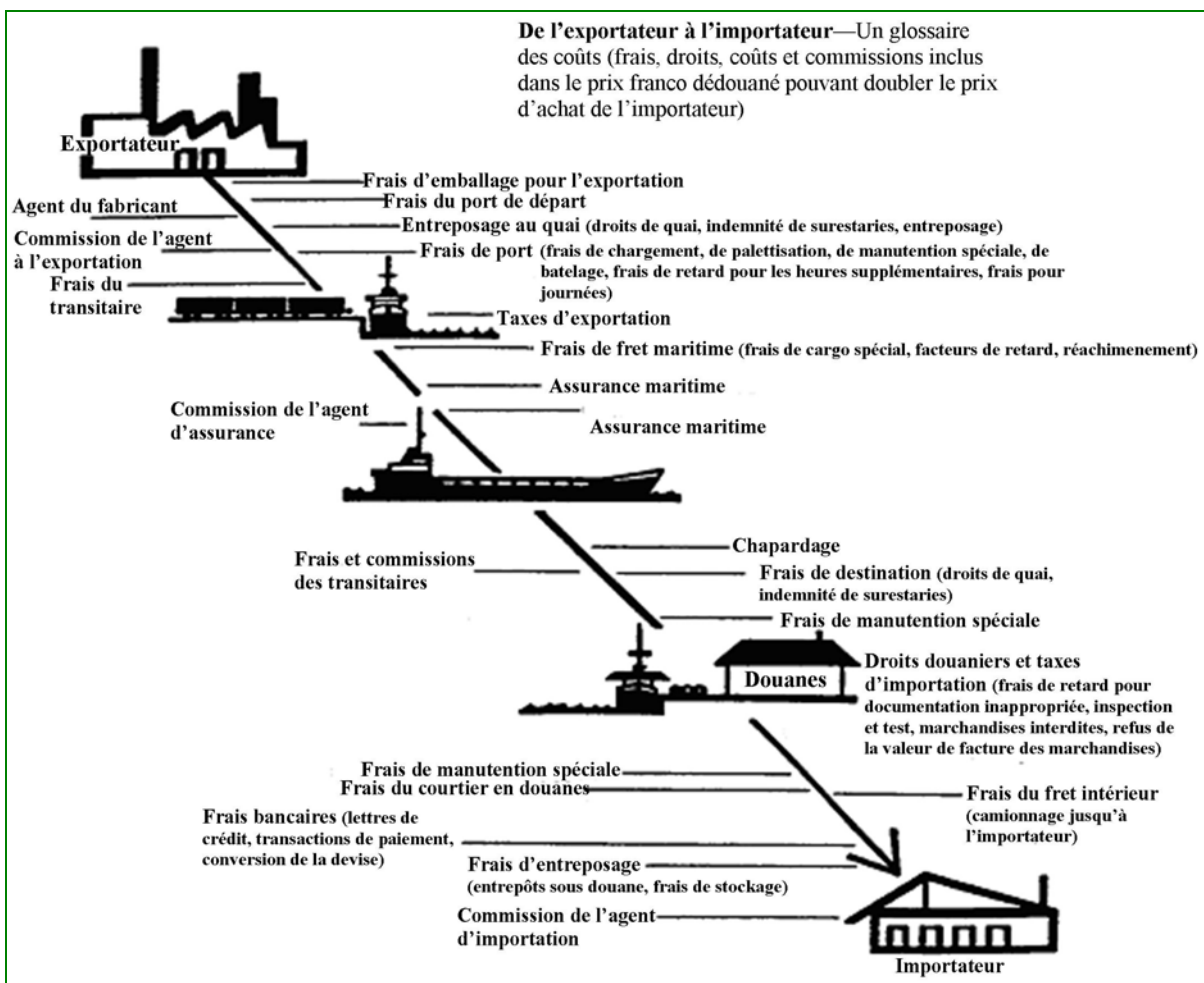 De l’exportateur à l’importateur—Un glossaire
des coûts (frais, droits, coûts et commissions inclus
dans le prix franco dédouané pouvant doubler le prix
d’achat de l’importateur)
Exportateur
Frais d’emballage pour l’exportation
Frais du port de départ
Agent du fabricant
Entreposage au quai (droits de quai, indemnité de surestaries, entreposage)
Commission de l’agent
à l’exportation
Frais de port (frais de chargement, de palettisation, de manutention spéciale, de
batelage, frais de retard pour les heures supplémentaires, frais pour
journées)
Frais du
transitaire
Taxes d’exportation
Frais de fret maritime (frais de cargo spécial, facteurs de retard, réachimenement)
Assurance maritime
Commission de l’agent
d’assurance
Assurance maritime
Chapardage
Frais et commissions
des transitaires
Frais de destination (droits de quai,
indemnité de surestaries)
Frais de manutention spéciale
Douanes
Droits douaniers et taxes
d’importation (frais de retard pour
documentation inappropriée, inspection
et test, marchandises interdites, refus de
la valeur de facture des marchandises)
Frais de manutention spéciale
Frais du courtier en douanes
Frais du fret intérieur
(camionnage jusqu’à
l’importateur)
Frais bancaires (lettres de
crédit, transactions de paiement,
conversion de la devise)
Frais d’entreposage
(entrepôts sous douane, frais de stockage)
Commission de l’agent
d’importation
Importateur